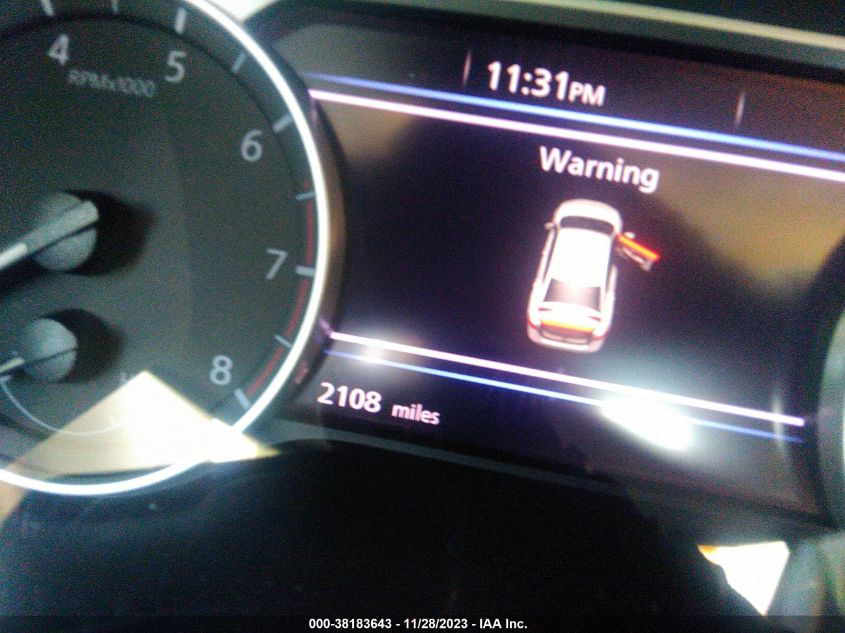 4
5
RPMx1000
6
7
8
11:31PM
Warning
2108 miles
000-38183643 - 11/28/2023 - IAA Inc.